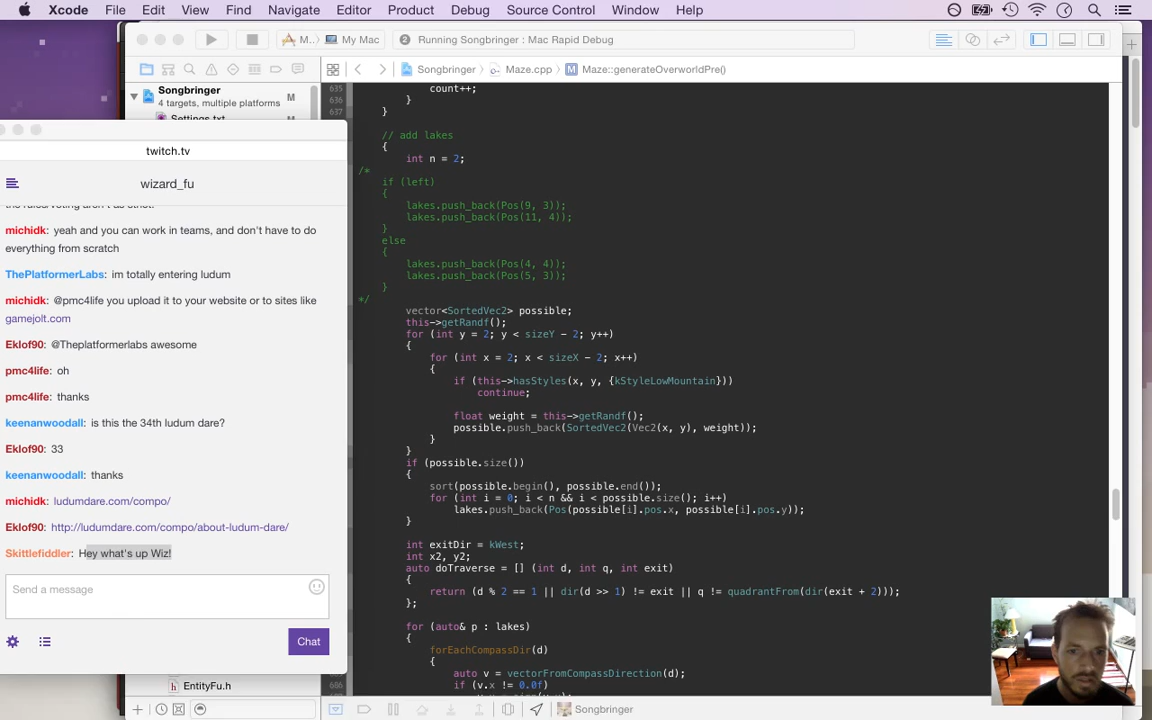 Xcode File Edit View Find Navigate Editor Product Debug Source Control Window Help
M.. My Mac
2 Running Songbringer : Mac Rapid Debug
Songbringer Maze.cpp M Maze::generateOverworldPre()
Songbringer M
4 targets, multiple platforms
Settings.txt M
twitch.tv
wizard_fu
michidk: yeah and you can work in teams, and don't have to do
everything from scratch
ThePlatformerLabs: im totally entering ludum
michidk: @pmc4life you upload it to your website or to sites like
gamejolt.com
Eklof90: @Theplatformerlabs awesome
pmc4life: oh
pmc4life: thanks
keenanwoodall: is this the 34th ludum dare?
Eklof90: 33
keenanwoodall: thanks
michidk: ludumdare.com/compo/
Eklof90: http://ludumdare.com/compo/about-ludum-dare/
Skittlefiddler: Hey what's up Wiz!
Send a message
Chat
h EntityFu.h
635
count++;
636 }
637 }
// add lakes
{
int n = 2;
/*
if (left)
{
lakes.push_back(Pos(9, 3));
lakes.push_back(Pos(11, 4));
}
else
{
lakes.push_back(Pos(4, 4));
lakes.push_back(Pos(5, 3));
}
*/
vector<SortedVec2> possible;
this->getRandf();
for (int y = 2; y < sizeY - 2; y++)
{
for (int x = 2; x < sizeX - 2; x++)
{
if (this->hasStyles(x, y, {kStyleLowMountain}))
continue;
float weight = this->getRandf();
possible.push_back(SortedVec2(Vec2(x, y), weight));
}
}
if (possible.size())
{
sort(possible.begin(), possible.end());
for (int i = 0; i < n && i < possible.size(); i++)
lakes.push_back(Pos(possible[i].pos.x, possible[i].pos.y));
}
int exitDir = kWest;
int x2, y2;
auto doTraverse = [] (int d, int q, int exit)
{
return (d % 2 == 1 || dir(d >> 1) != exit || q != quadrantFrom(dir(exit + 2)));
};
for (auto& p : lakes)
{
forEachCompassDir(d)
{
auto v = vectorFromCompassDirection(d);
686 if (v.x != 0.0f)
Songbringer